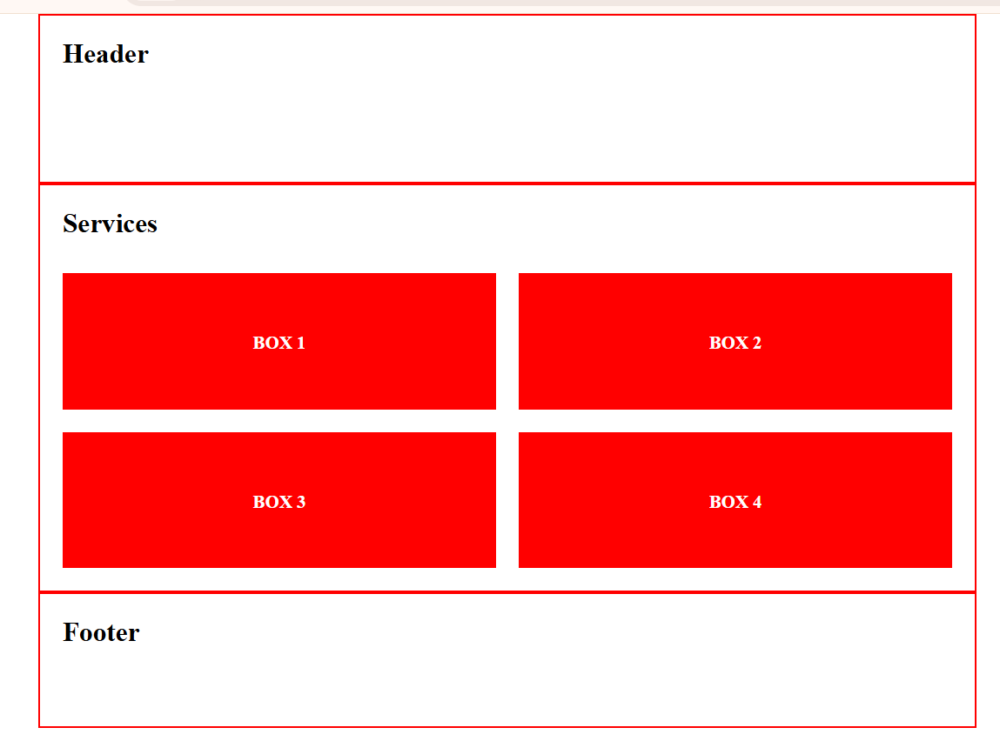 Header
Services
BOX 1
BOX 2
BOX 3
BOX 4
Footer